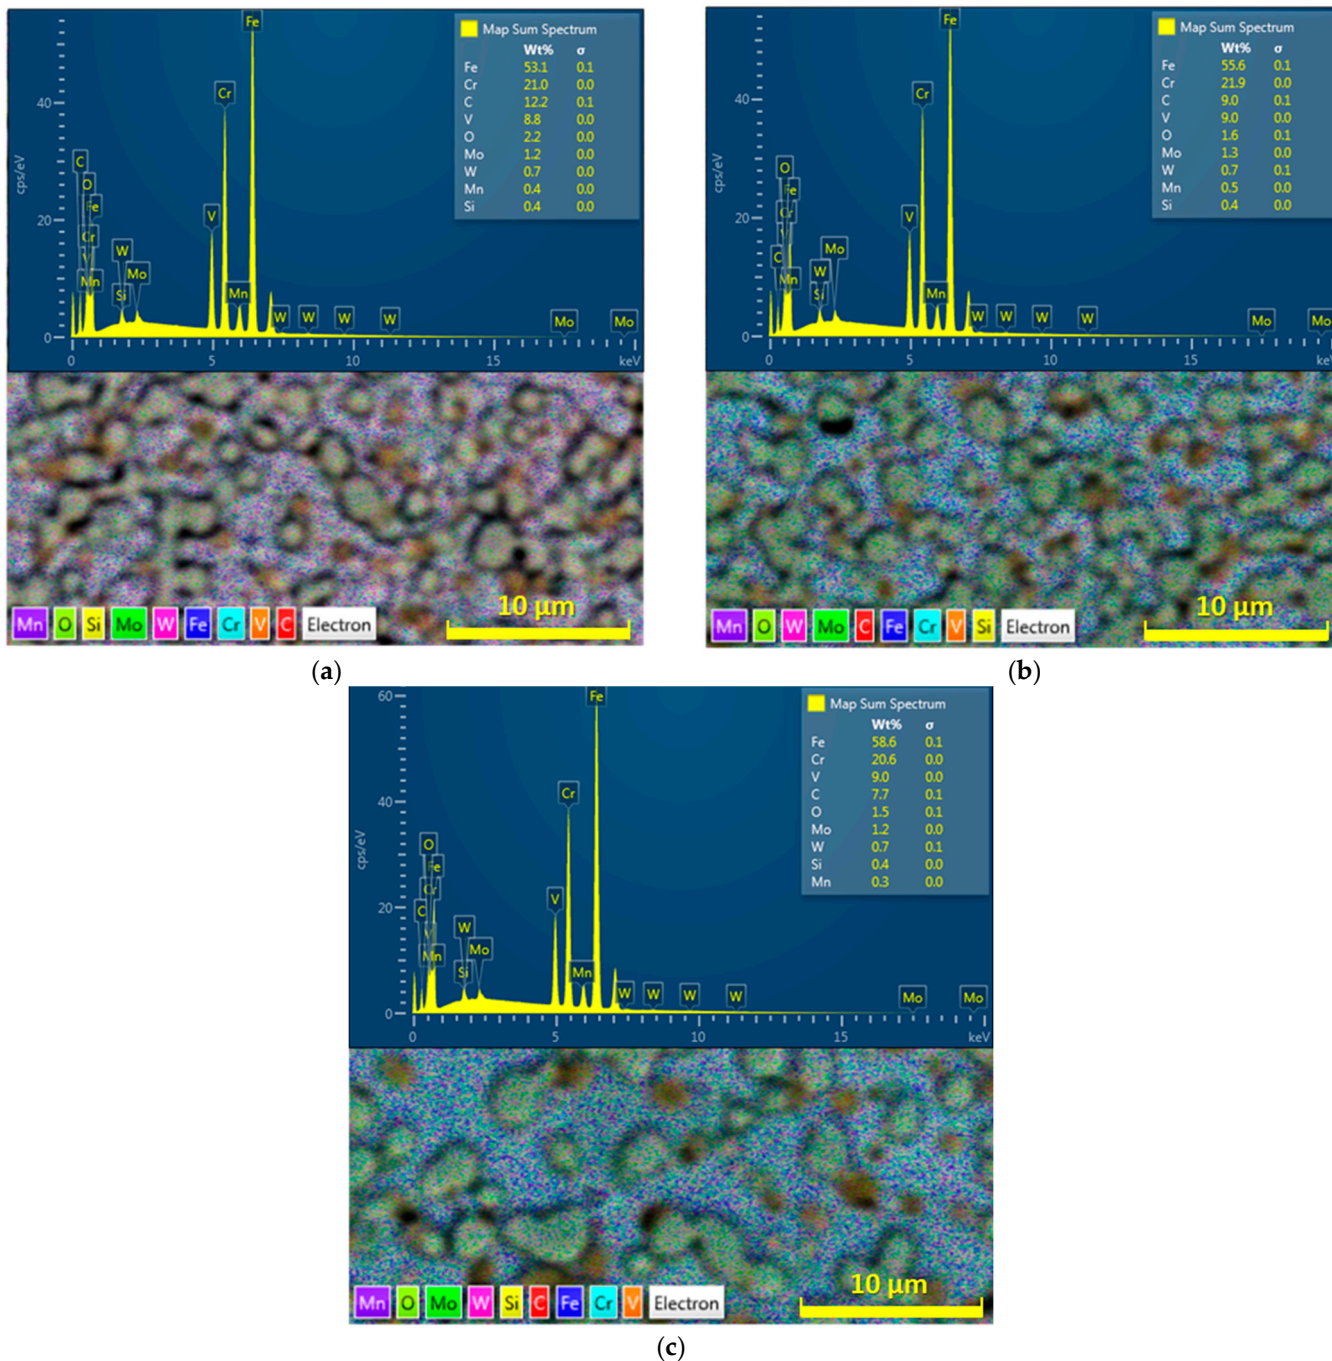 Fe
Map Sum Spectrum
Wt% σ
Fe 53.1 0.1
Cr 21.0 0.0
C 12.2 0.1
V 8.8 0.0
O 2.2 0.0
Mo 1.2 0.0
W 0.7 0.0
Mn 0.4 0.0
Si 0.4 0.0
40
Cr
C
cps/eV
O
Fe
20
V
Cr
W
Mo
Mn
Si
Mn
W W W W Mo Mo
0
0 5 10 15 keV
10 µm
Mn O Si Mo W Fe Cr V C Electron
(a)
Fe
Map Sum Spectrum
Wt% σ
Fe 55.6 0.1
Cr 21.9 0.0
C 9.0 0.1
V 9.0 0.0
O 1.6 0.1
Mo 1.3 0.0
W 0.7 0.1
Mn 0.5 0.0
Si 0.4 0.0
40
Cr
cps/eV
O
Fe
20
Cr
V
C
Mo
W
Mn
Si
Mn
W W W W Mo Mo
0
0 5 10 15 keV
10 µm
Mn O W Mo C Fe Cr V Si Electron
(b)
60
Fe
Map Sum Spectrum
Wt% σ
Fe 58.6 0.1
Cr 20.6 0.0
V 9.0 0.0
C 7.7 0.1
O 1.5 0.1
Mo 1.2 0.0
W 0.7 0.1
Si 0.4 0.0
Mn 0.3 0.0
40
Cr
cps/eV
O
Fe
Cr
20
C
V
W
Mo
Mn
Si
Mn
W W W W Mo Mo
0
0 5 10 15 keV
10 µm
Mn O Mo W Si C Fe Cr V Electron
(c)